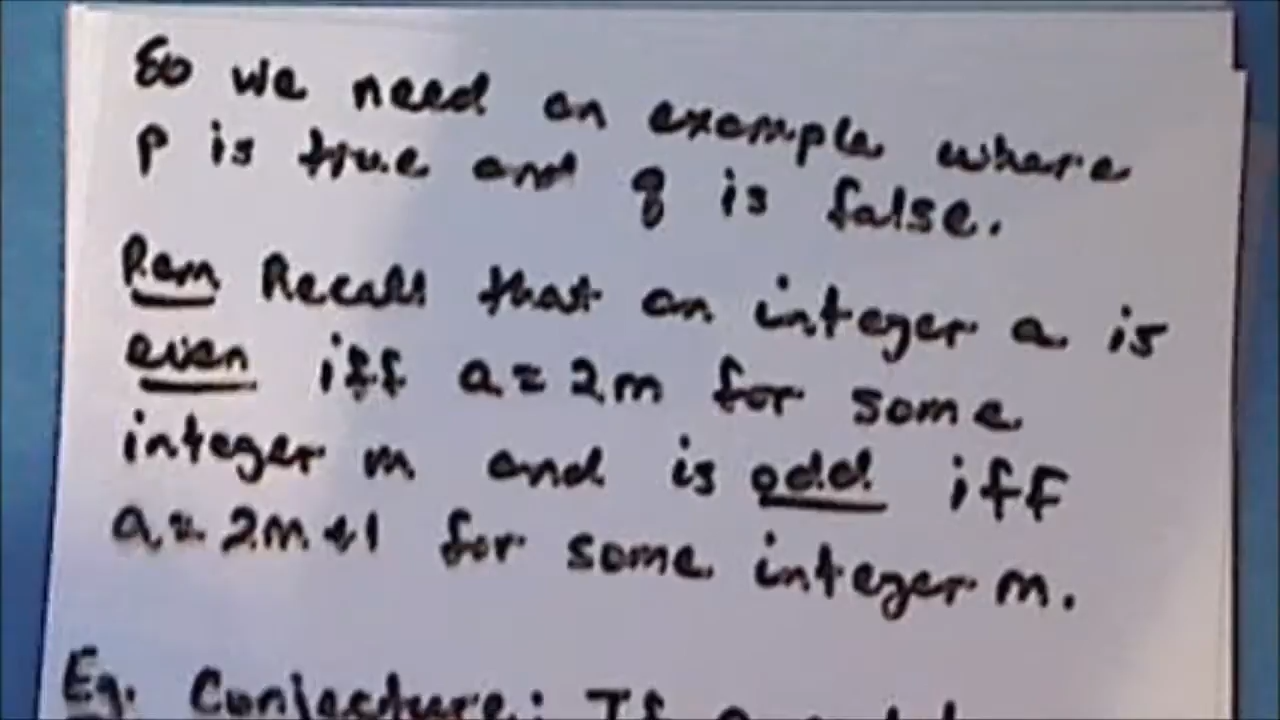 So we need an example where
p is true and q is false.
Rem Recall that an integer a is
even iff a = 2m for some
integer m and is odd iff
a = 2m+1 for some integer m.
Eg. Conjecture: If